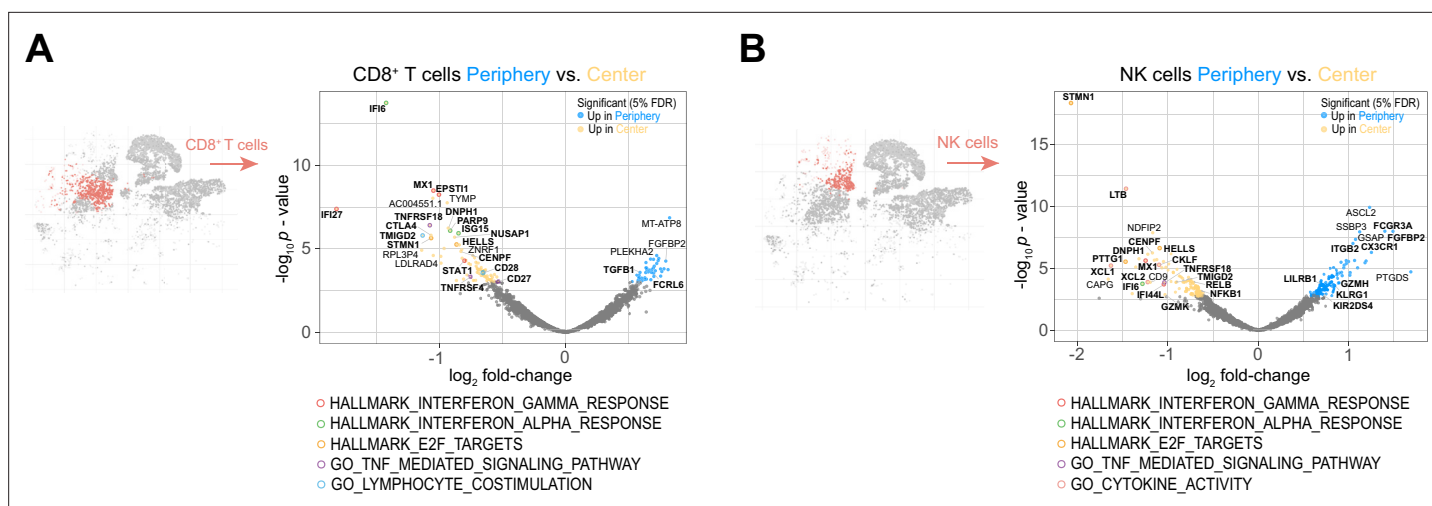 A
CD8⁺ T cells Periphery vs. Center
CD8⁺ T cells
Significant (5% FDR)
Up in Periphery
Up in Center
IFI6
MX1
EPSTI1
AC004551.1
TYMP
IFI27
TNFRSF18
DNPH1
CTLA4
PARP9
TMIGD2
ISG15
NUSAP1
STMN1
HELLS
RPL3P4
ZNRF1
LDLRAD4
CENPF
STAT1
CD28
CD27
TNFRSF4
MT-ATP8
FGFBP2
PLEKHA2
TGFB1
FCRL6
10
5
0
-log₁₀ p - value
-1
0
log₂ fold-change
HALLMARK_INTERFERON_GAMMA_RESPONSE
HALLMARK_INTERFERON_ALPHA_RESPONSE
HALLMARK_E2F_TARGETS
GO_TNF_MEDIATED_SIGNALING_PATHWAY
GO_LYMPHOCYTE_COSTIMULATION
B
NK cells Periphery vs. Center
NK cells
Significant (5% FDR)
Up in Periphery
Up in Center
STMN1
LTB
NDFIP2
CENPF
DNPH1
HELLS
PTTG1
CKLF
XCL1
MX1
TNFRSF18
XCL2
CD9
TMIGD2
CAPG
IFI6
RELB
IFI44L
NFKB1
GZMK
ASCL2
SSBP3
FCGR3A
GSAP
FGFBP2
ITGB2
CX3CR1
LILRB1
PTGDS
GZMH
KLRG1
KIR2DS4
15
10
5
0
-log₁₀ p - value
-2
-1
0
1
log₂ fold-change
HALLMARK_INTERFERON_GAMMA_RESPONSE
HALLMARK_INTERFERON_ALPHA_RESPONSE
HALLMARK_E2F_TARGETS
GO_TNF_MEDIATED_SIGNALING_PATHWAY
GO_CYTOKINE_ACTIVITY